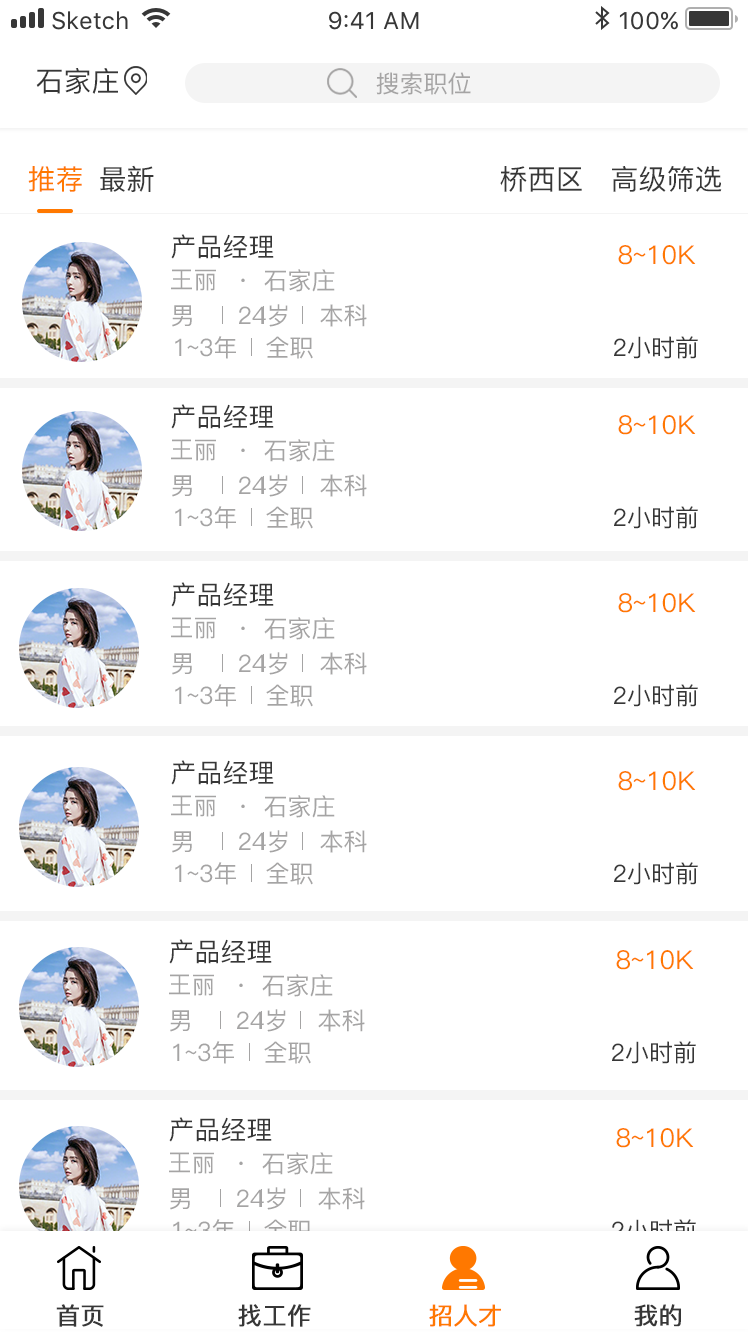 Sketch 9:41 AM 100%
石家庄 搜索职位
推荐 最新 桥西区 高级筛选
产品经理 8~10K
王丽 · 石家庄
男 | 24岁 | 本科
1~3年 | 全职 2小时前
产品经理 8~10K
王丽 · 石家庄
男 | 24岁 | 本科
1~3年 | 全职 2小时前
产品经理 8~10K
王丽 · 石家庄
男 | 24岁 | 本科
1~3年 | 全职 2小时前
产品经理 8~10K
王丽 · 石家庄
男 | 24岁 | 本科
1~3年 | 全职 2小时前
产品经理 8~10K
王丽 · 石家庄
男 | 24岁 | 本科
1~3年 | 全职 2小时前
产品经理 8~10K
王丽 · 石家庄
男 | 24岁 | 本科
1~3年 | 全职 2小时前
首页 找工作 招人才 我的